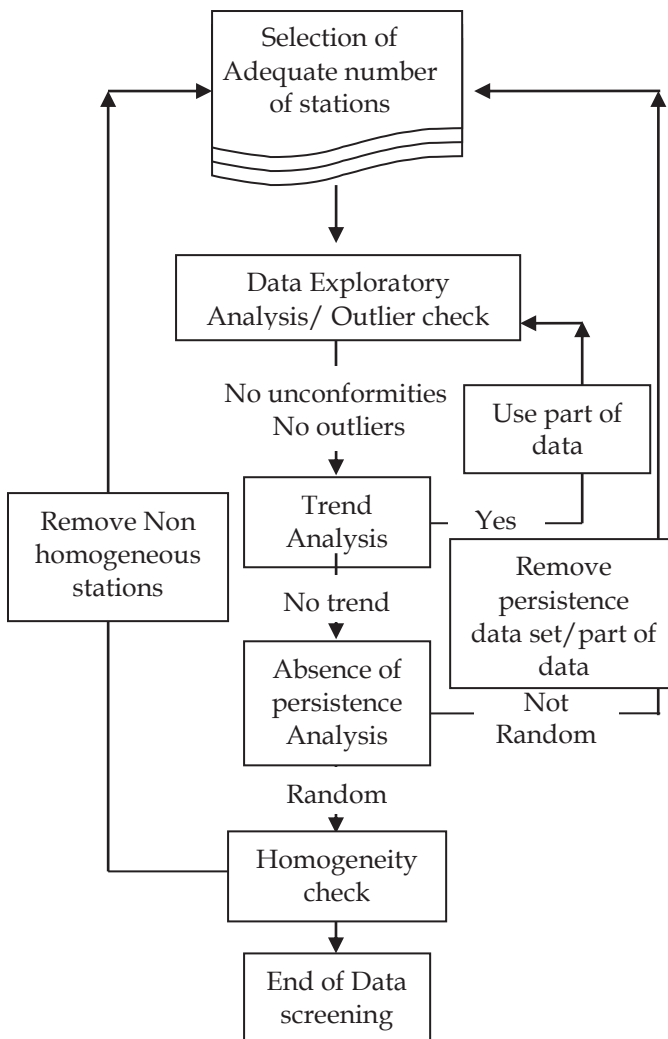 Selection of
Adequate number
of stations
Data Exploratory
Analysis/ Outlier check
No unconformities
No outliers
Use part of
data
Trend
Analysis
Yes
Remove Non
homogeneous
stations
Remove
persistence
data set/part of
data
No trend
Absence of
persistence
Analysis
Not
Random
Random
Homogeneity
check
End of Data
screening